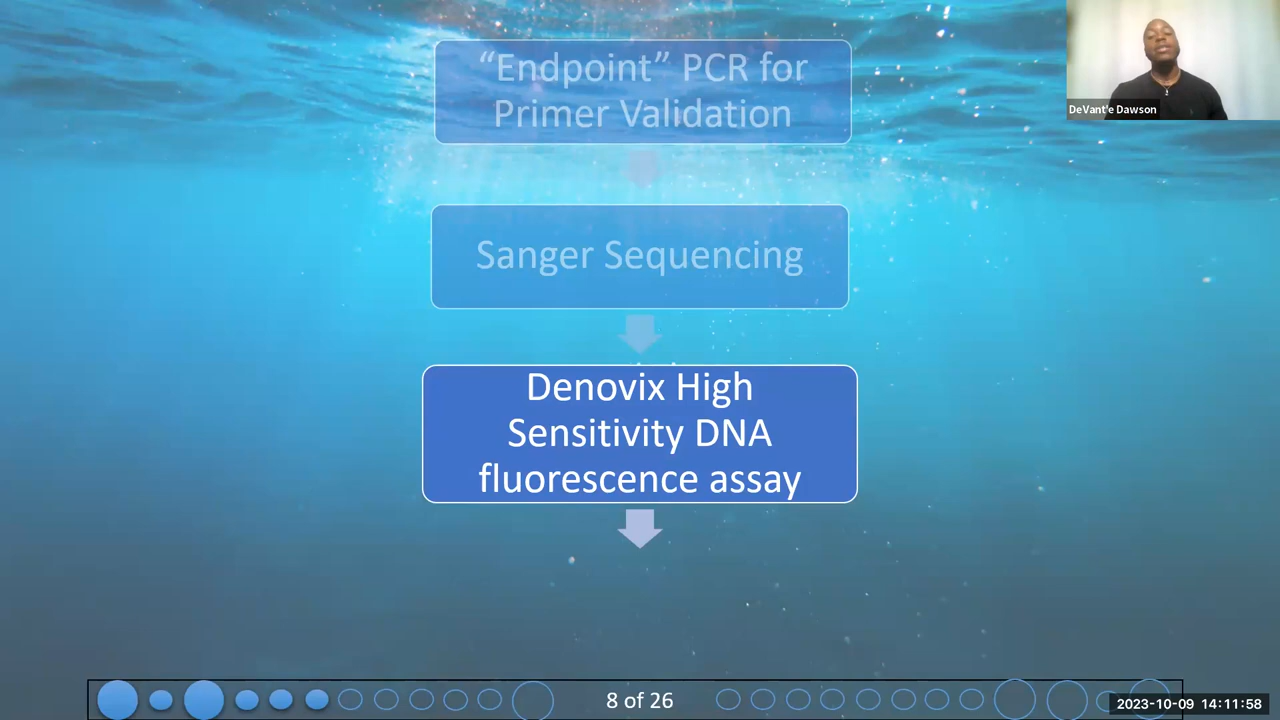 “Endpoint” PCR for
Primer Validation
DeVant'e Dawson
Sanger Sequencing
Denovix High
Sensitivity DNA
fluorescence assay
8 of 26
2023-10-09 14:11:58